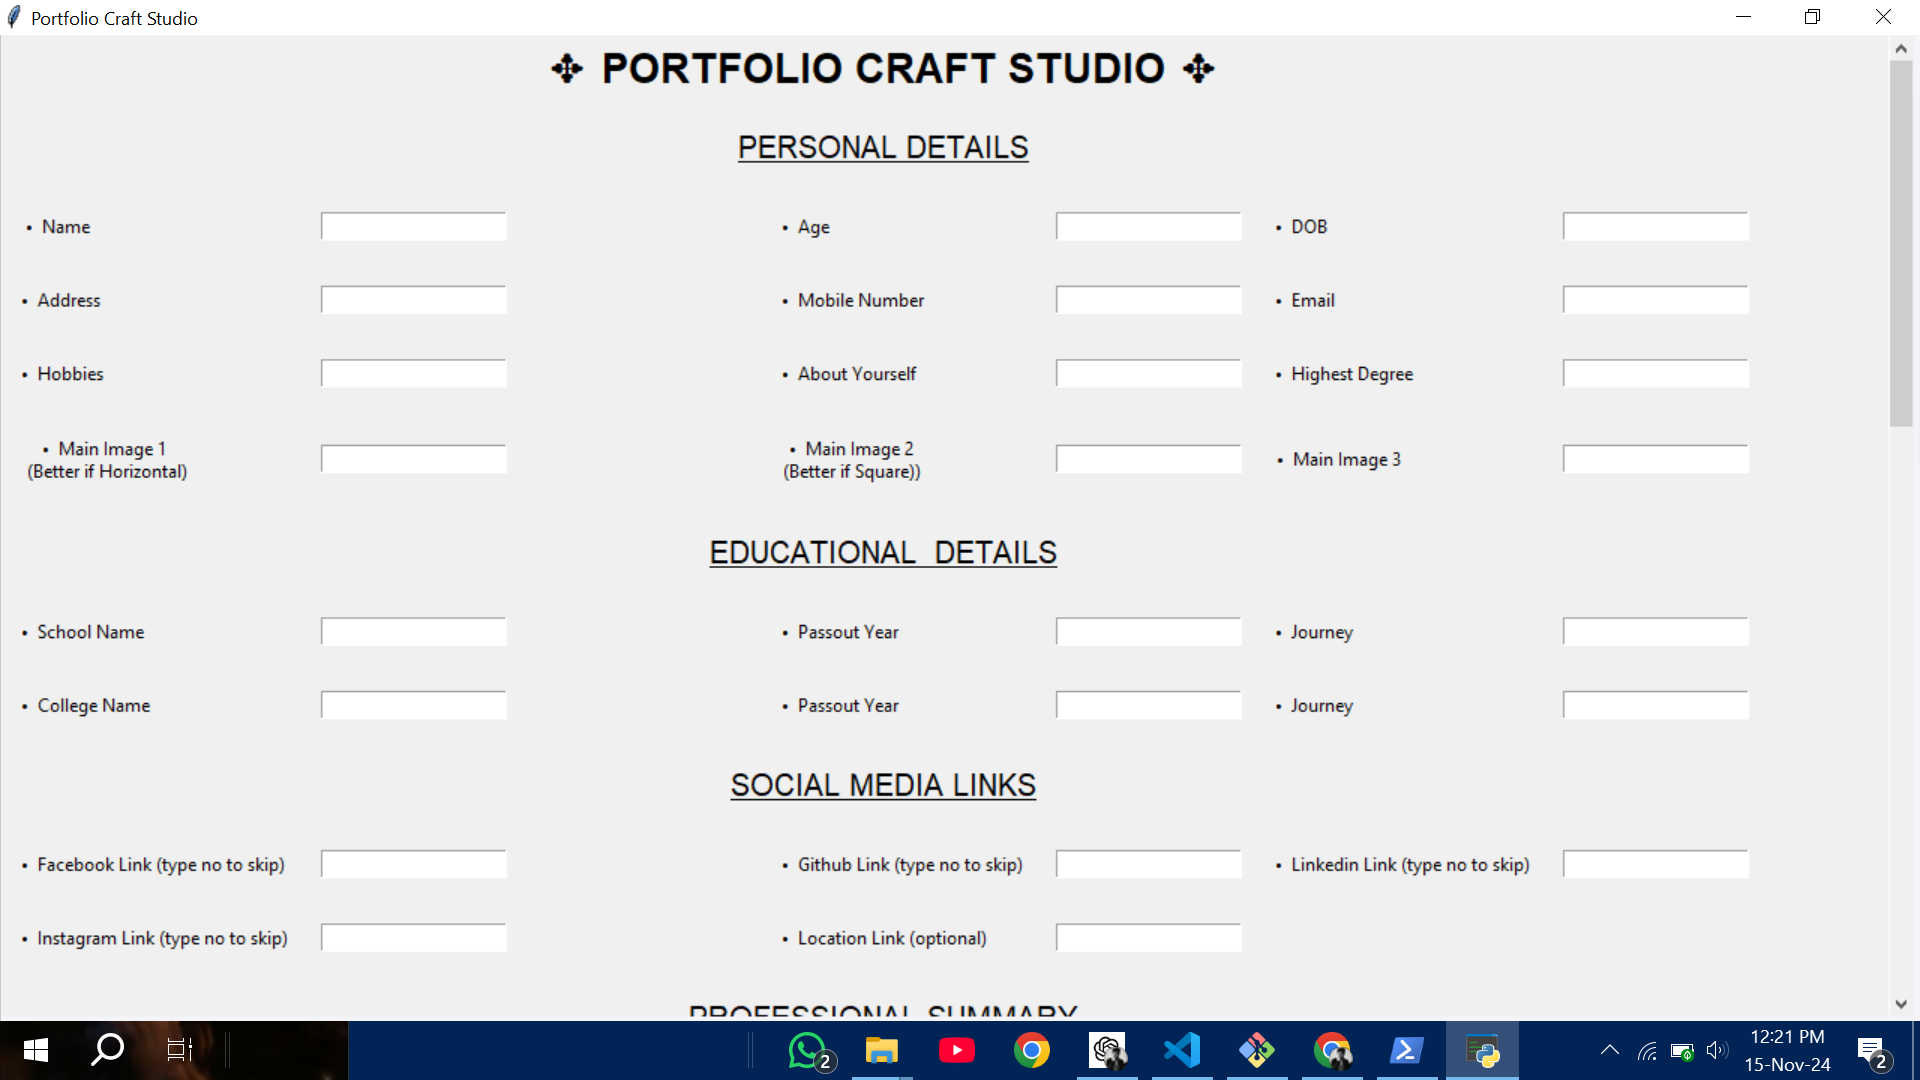 Portfolio Craft Studio
✥ PORTFOLIO CRAFT STUDIO ✥
PERSONAL DETAILS
• Name • Age • DOB
• Address • Mobile Number • Email
• Hobbies • About Yourself • Highest Degree
• Main Image 1
(Better if Horizontal)
• Main Image 2
(Better if Square))
• Main Image 3
EDUCATIONAL DETAILS
• School Name • Passout Year • Journey
• College Name • Passout Year • Journey
SOCIAL MEDIA LINKS
• Facebook Link (type no to skip) • Github Link (type no to skip) • Linkedin Link (type no to skip)
• Instagram Link (type no to skip) • Location Link (optional)
PROFESSIONAL SUMMARY
2
12:21 PM
15-Nov-24
2